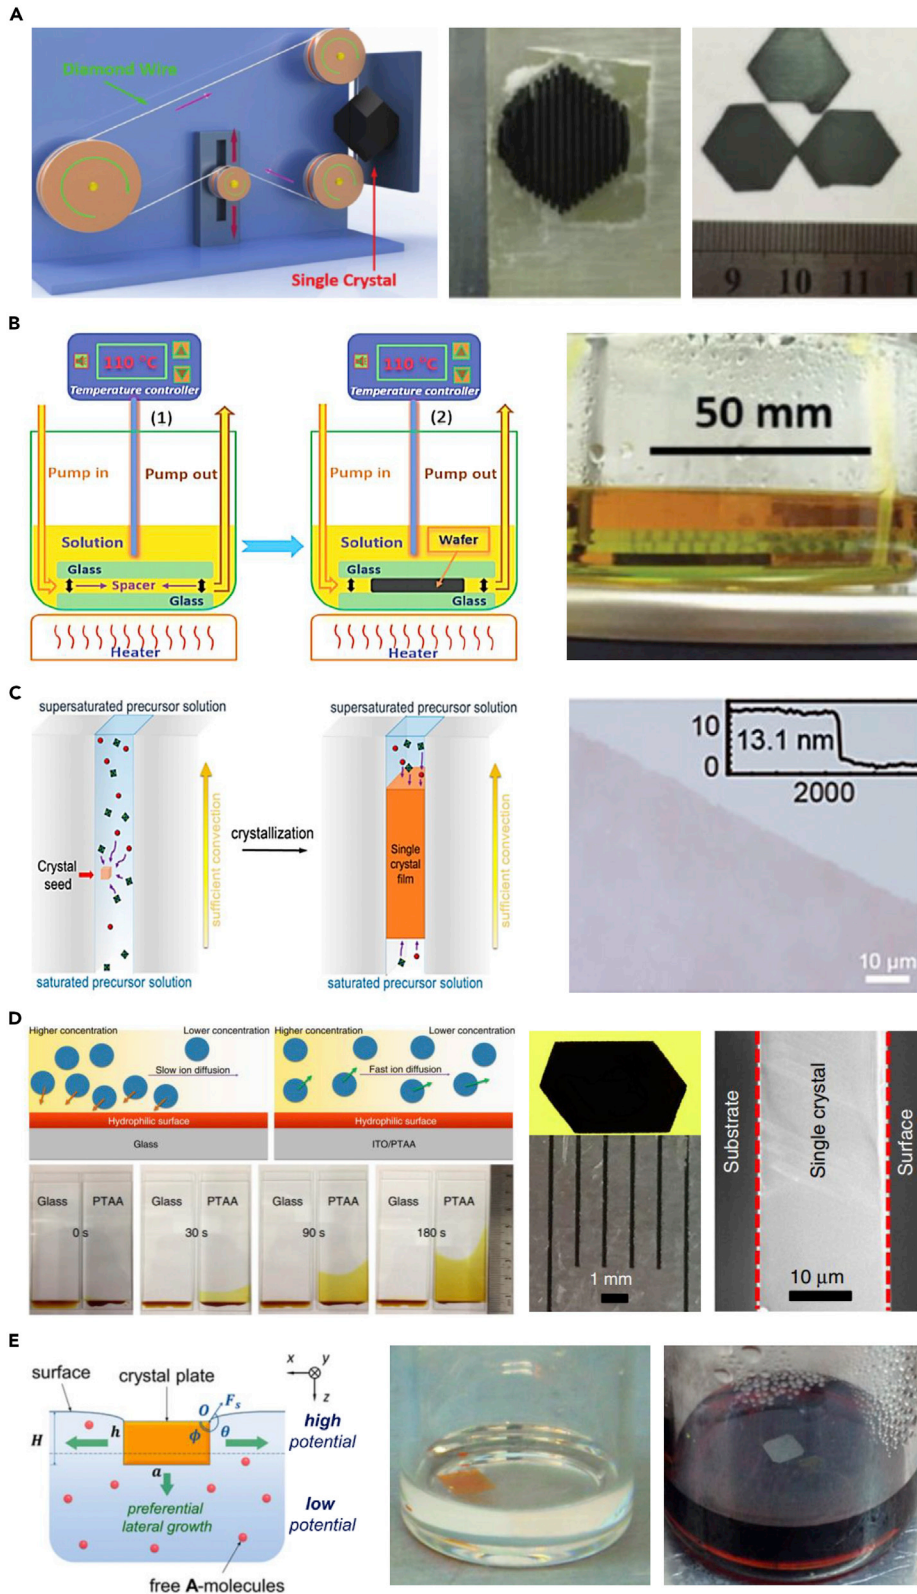 A
Diamond Wire
Single Crystal
9 10 11 1
B
110 °C
Temperature controller
(1)
Pump in
Pump out
Solution
Glass
Spacer
Glass
Heater
110 °C
Temperature controller
(2)
Pump in
Pump out
Solution
Wafer
Glass
Glass
Heater
50 mm
C
supersaturated precursor solution
Crystal
seed
sufficient convection
saturated precursor solution
crystallization
supersaturated precursor solution
Single
crystal
film
sufficient convection
saturated precursor solution
10
13.1 nm
0
2000
10 µm
D
Higher concentration
Lower concentration
Slow ion diffusion
Hydrophilic surface
Glass
Higher concentration
Lower concentration
Fast ion diffusion
Hydrophilic surface
ITO/PTAA
Glass PTAA
0 s
Glass PTAA
30 s
Glass PTAA
90 s
Glass PTAA
180 s
1 mm
Substrate
Single crystal
Surface
10 µm
E
surface
crystal plate
x y
z
O Fs
H h ϕ θ
a
high
potential
preferential
lateral growth
low
potential
free A-molecules